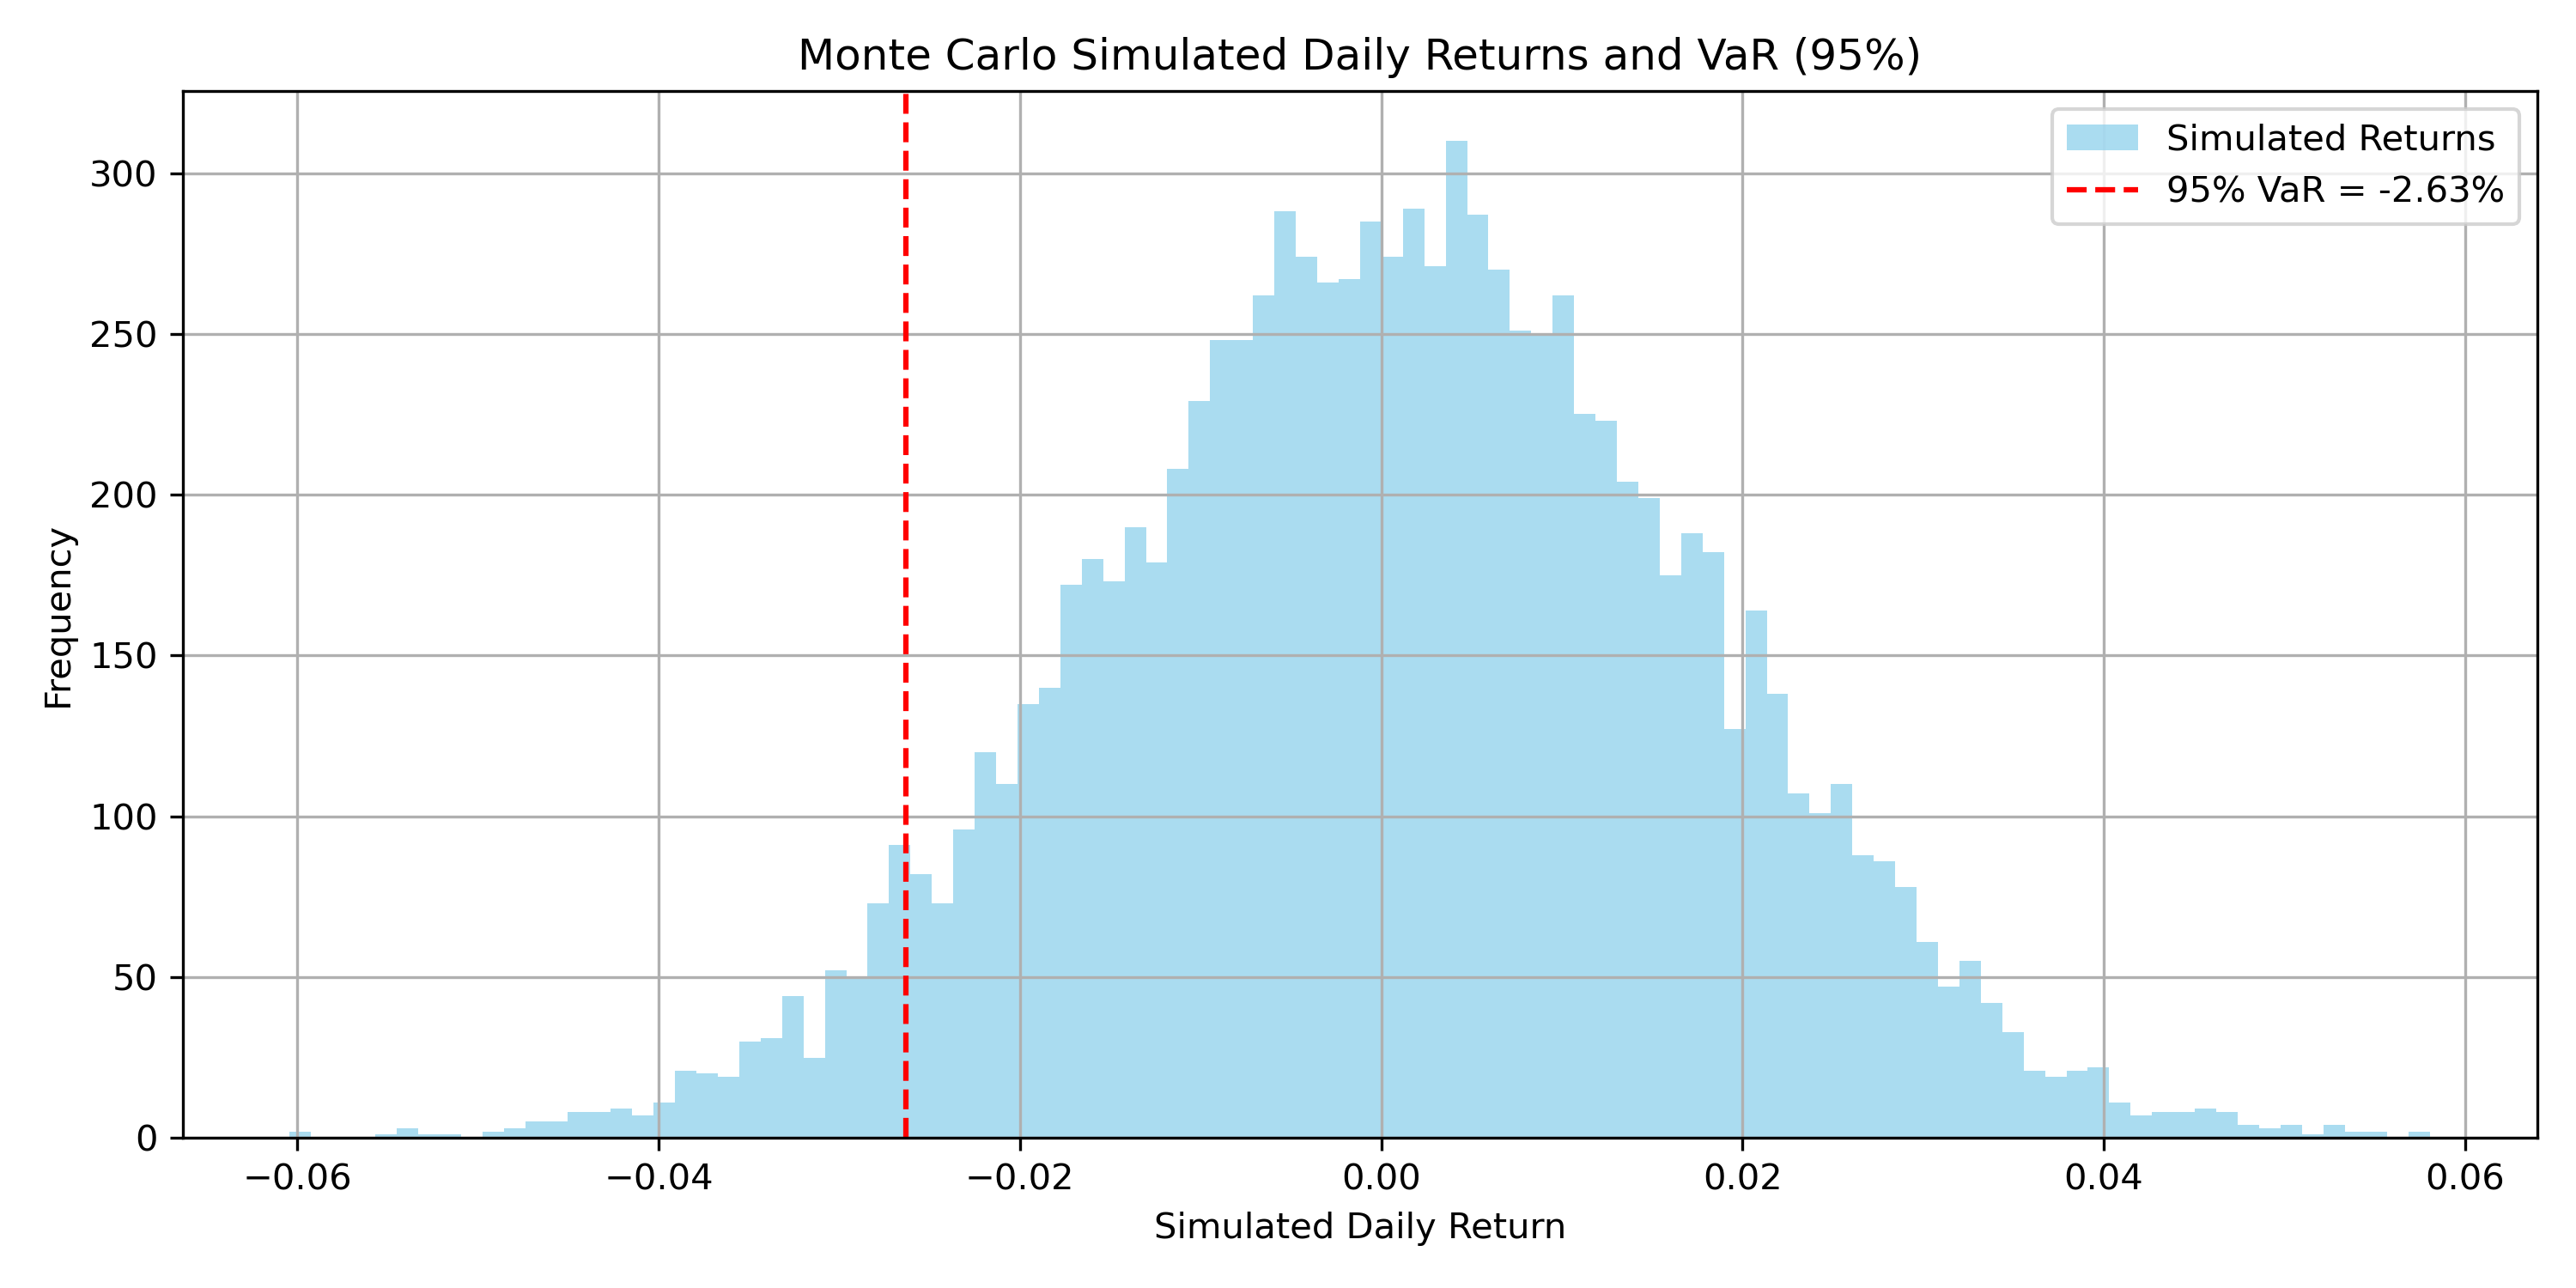 Monte Carlo Simulated Daily Returns and VaR (95%)
Simulated Returns
95% VaR = -2.63%
Frequency
300
250
200
150
100
50
0
−0.06
−0.04
−0.02
0.00
0.02
0.04
0.06
Simulated Daily Return